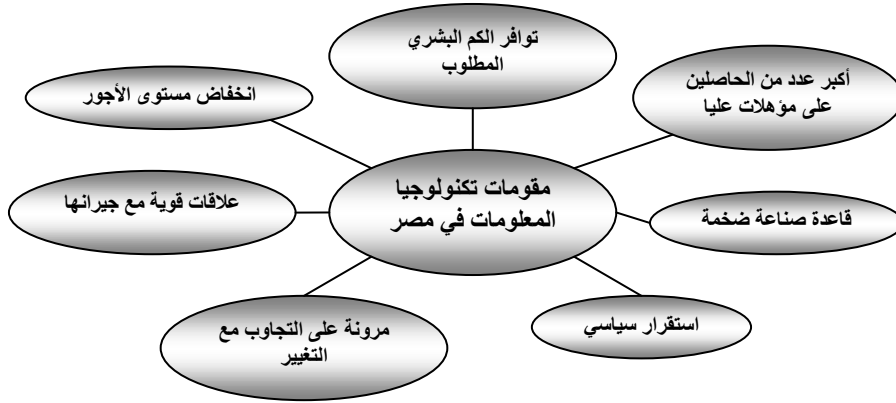 توافر الكم البشري
المطلوب
أكبر عدد من الحاصلين
على مؤهلات عليا
انخفاض مستوى الأجور
مقومات تكنولوجيا
المعلومات في مصر
قاعدة صناعة ضخمة
علاقات قوية مع جيرانها
استقرار سياسي
مرونة على التجاوب مع
التغيير